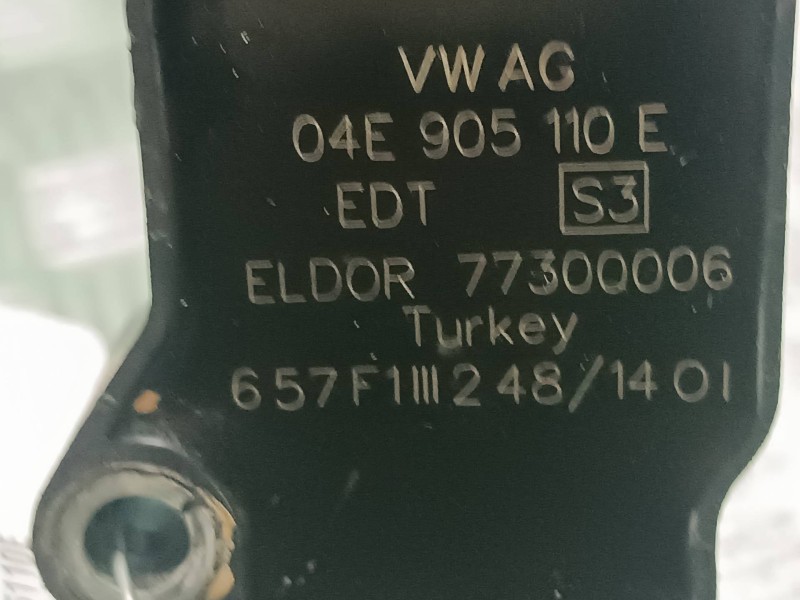 VW AG
04E 905 110 E
EDT S3
ELDOR 77300006
Turkey
657F1III248/1401